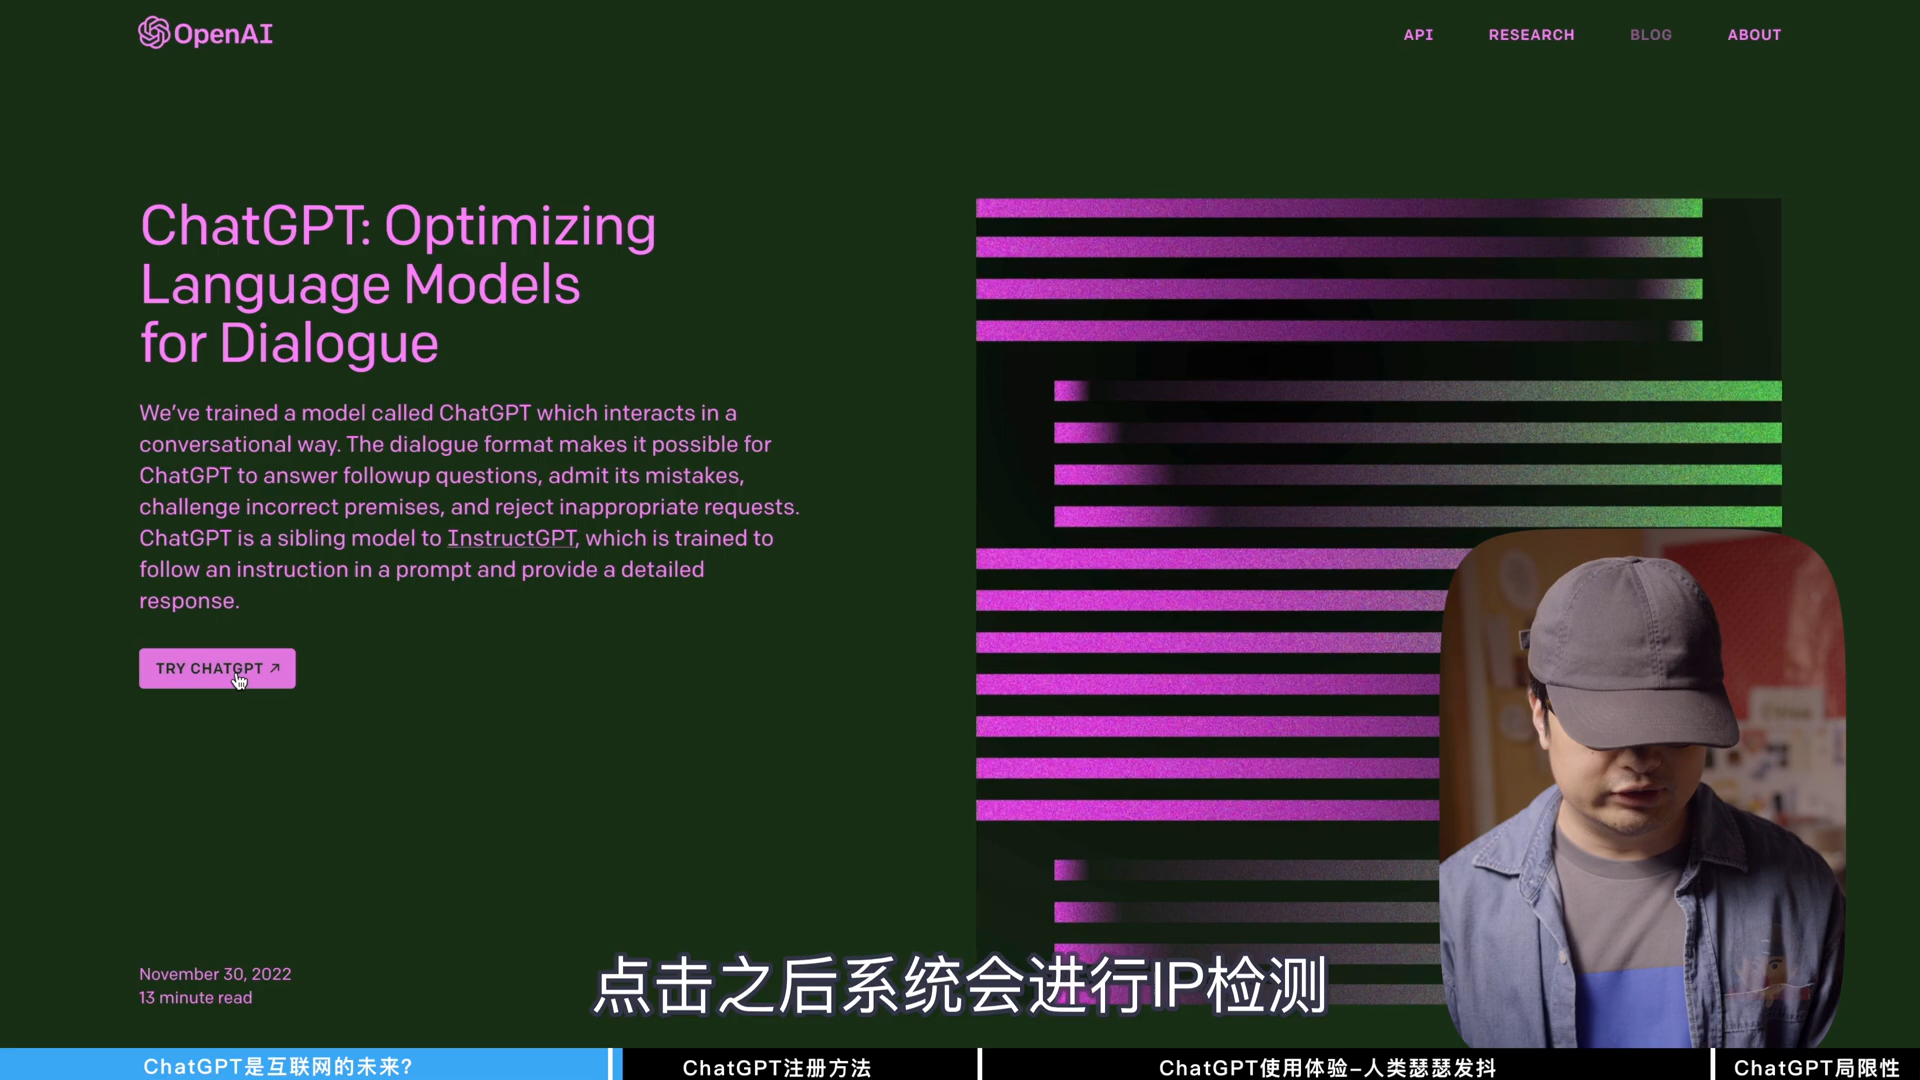 OpenAI
API
RESEARCH
BLOG
ABOUT
ChatGPT: Optimizing
Language Models
for Dialogue
We’ve trained a model called ChatGPT which interacts in a
conversational way. The dialogue format makes it possible for
ChatGPT to answer followup questions, admit its mistakes,
challenge incorrect premises, and reject inappropriate requests.
ChatGPT is a sibling model to InstructGPT, which is trained to
follow an instruction in a prompt and provide a detailed
response.
TRY CHATGPT ↗
November 30, 2022
13 minute read
点击之后系统会进行IP检测
ChatGPT是互联网的未来?
ChatGPT注册方法
ChatGPT使用体验–人类瑟瑟发抖
ChatGPT局限性